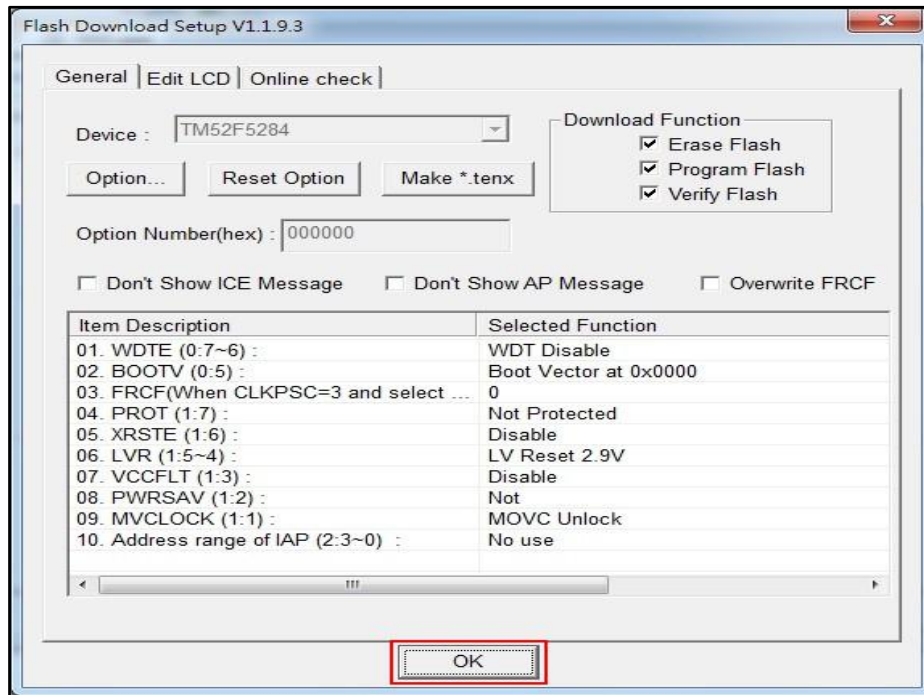 Flash Download Setup V1.1.9.3
General Edit LCD Online check
Device : TM52F5284
Download Function
Erase Flash
Option... Reset Option Make *.tenx
Program Flash
Verify Flash
Option Number(hex) : 000000
Don't Show ICE Message Don't Show AP Message Overwrite FRCF
Item Description Selected Function
01. WDTE (0:7~6) : WDT Disable
02. BOOTV (0:5) : Boot Vector at 0x0000
03. FRCF(When CLKPSC=3 and select ... 0
04. PROT (1:7) : Not Protected
05. XRSTE (1:6) : Disable
06. LVR (1:5~4) : LV Reset 2.9V
07. VCCFLT (1:3) : Disable
08. PWRSAV (1:2) : Not
09. MVCLOCK (1:1) : MOVC Unlock
10. Address range of IAP (2:3~0) : No use
OK